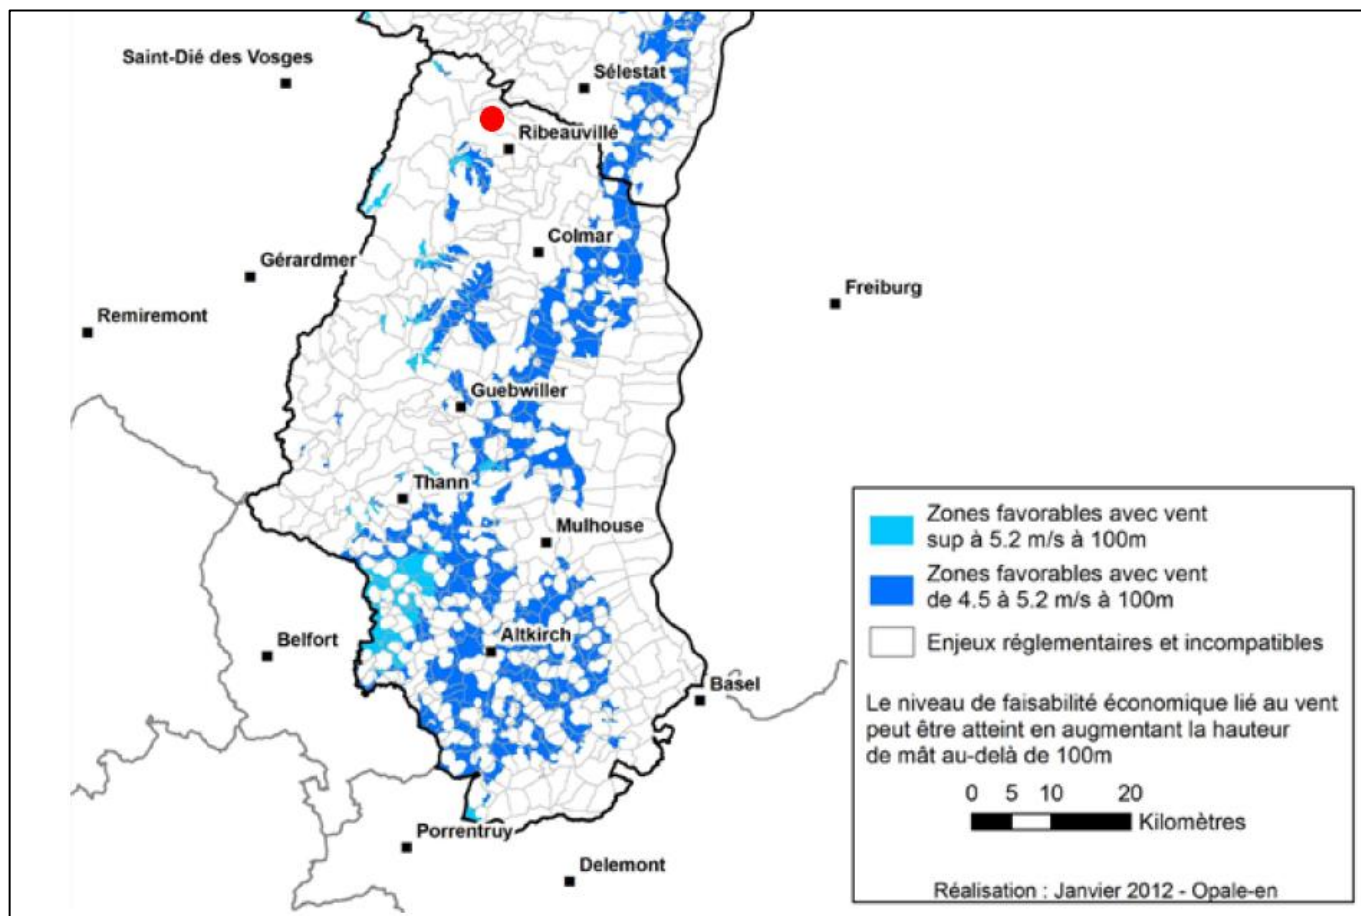 Saint-Dié des Vosges
Sélestat
Ribeauvillé
Colmar
Gérardmer
Freiburg
Remiremont
Guebwiller
Thann
Mulhouse
Altkirch
Belfort
Basel
Porrentruy
Delemont
Zones favorables avec vent
sup à 5.2 m/s à 100m
Zones favorables avec vent
de 4.5 à 5.2 m/s à 100m
Enjeux réglementaires et incompatibles
Le niveau de faisabilité économique lié au vent
peut être atteint en augmentant la hauteur
de mât au-delà de 100m
0 5 10 20
Kilomètres
Réalisation : Janvier 2012 - Opale-en